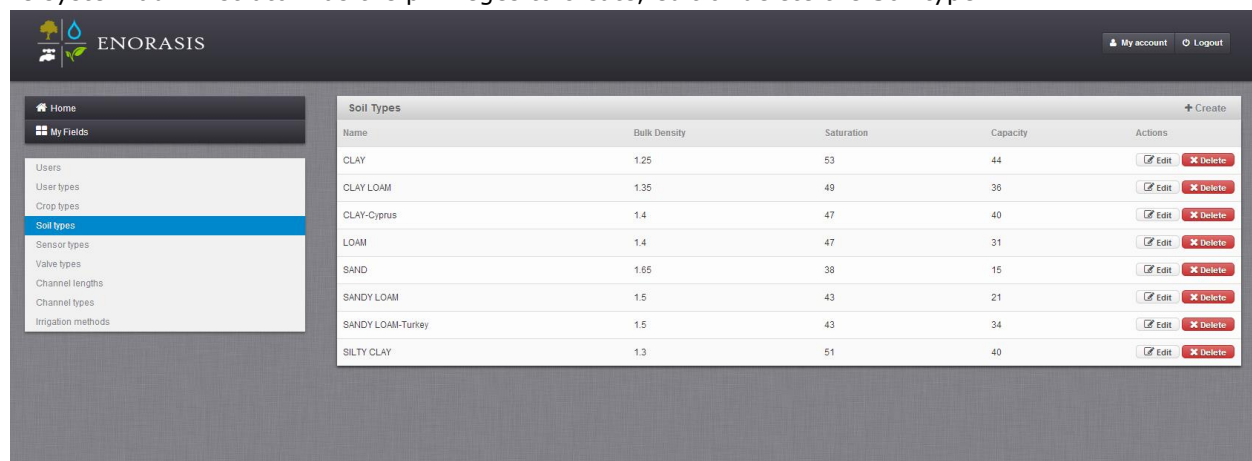 ENORASIS
My account Logout
Home
My Fields
Users
User types
Crop types
Soil types
Sensor types
Valve types
Channel lengths
Channel types
Irrigation methods
Soil Types + Create
Name Bulk Density Saturation Capacity Actions
CLAY 1.25 53 44 Edit Delete
CLAY LOAM 1.35 49 36 Edit Delete
CLAY-Cyprus 1.4 47 40 Edit Delete
LOAM 1.4 47 31 Edit Delete
SAND 1.65 38 15 Edit Delete
SANDY LOAM 1.5 43 21 Edit Delete
SANDY LOAM-Turkey 1.5 43 34 Edit Delete
SILTY CLAY 1.3 51 40 Edit Delete